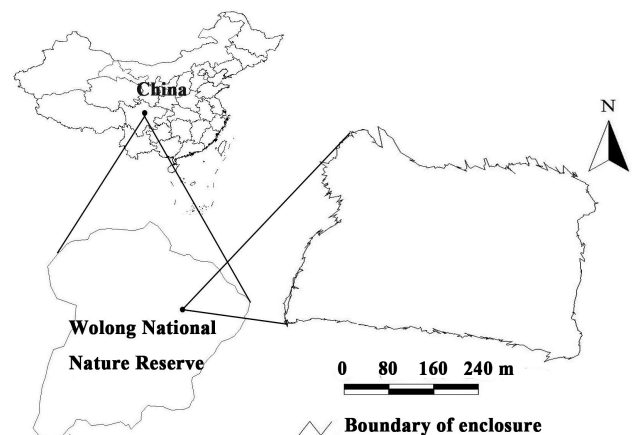 China
N
Wolong National
Nature Reserve
0 80 160 240 m
Boundary of enclosure